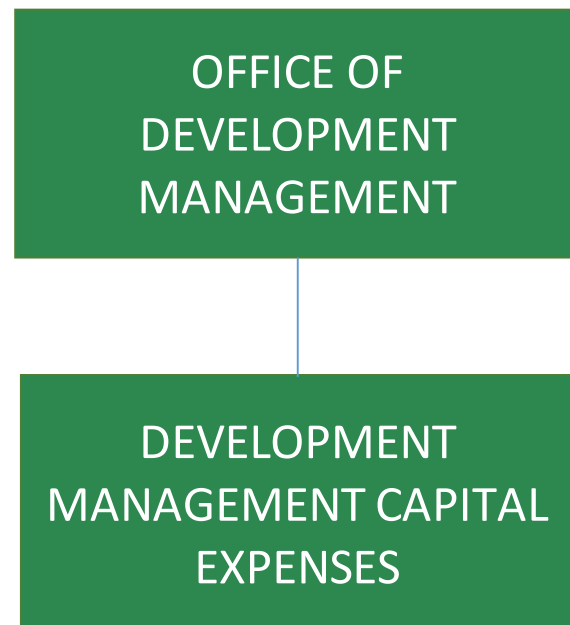 OFFICE OF
DEVELOPMENT
MANAGEMENT
DEVELOPMENT
MANAGEMENT CAPITAL
EXPENSES